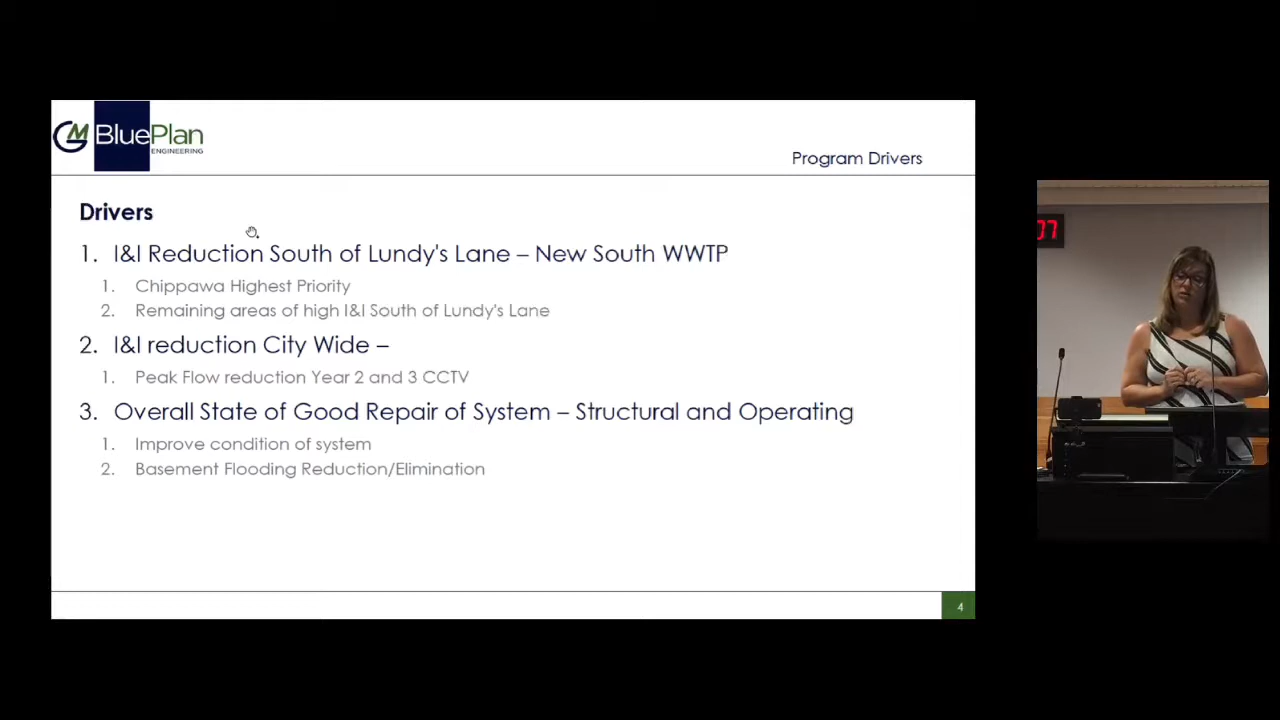 GM BluePlan
ENGINEERING
Program Drivers
Drivers
1. I&I Reduction South of Lundy's Lane – New South WWTP
1. Chippawa Highest Priority
2. Remaining areas of high I&I South of Lundy's Lane
2. I&I reduction City Wide –
1. Peak Flow reduction Year 2 and 3 CCTV
3. Overall State of Good Repair of System – Structural and Operating
1. Improve condition of system
2. Basement Flooding Reduction/Elimination
4
07